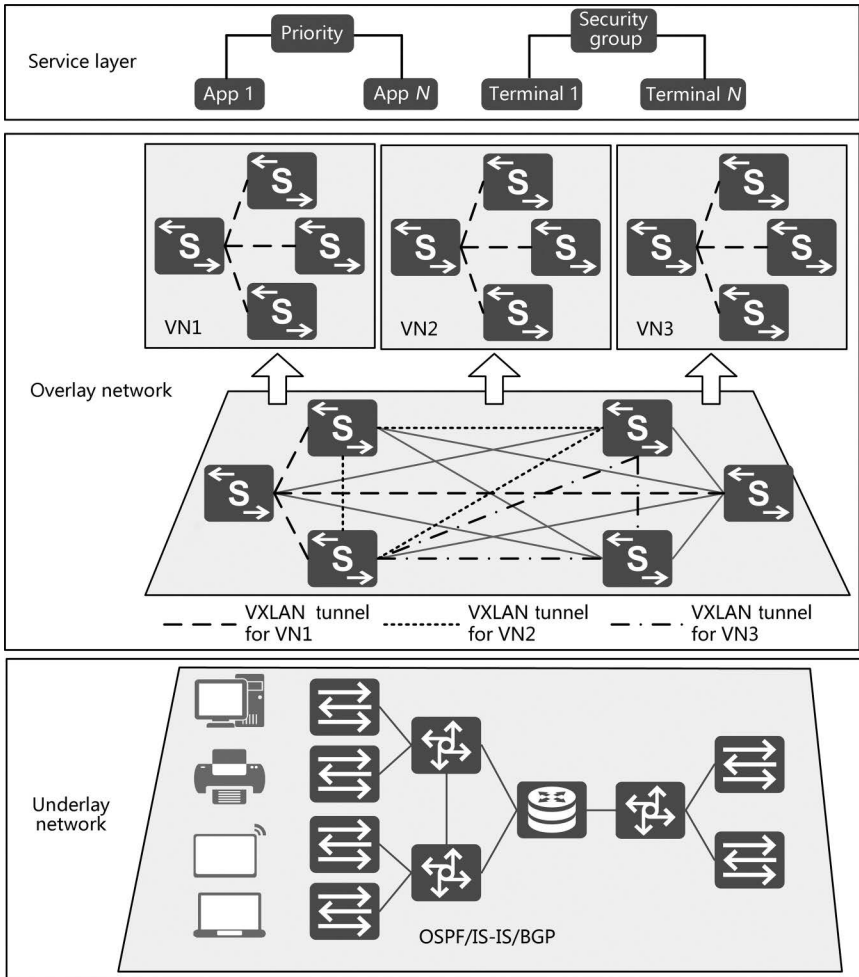 Service layer
Priority
App 1
App N
Security
group
Terminal 1
Terminal N
Overlay network
S
S
S
S
VN1
S
S
S
S
VN2
S
S
S
S
VN3
S
S
S
S
S
S
VXLAN tunnel
for VN1
VXLAN tunnel
for VN2
VXLAN tunnel
for VN3
Underlay
network
OSPF/IS-IS/BGP